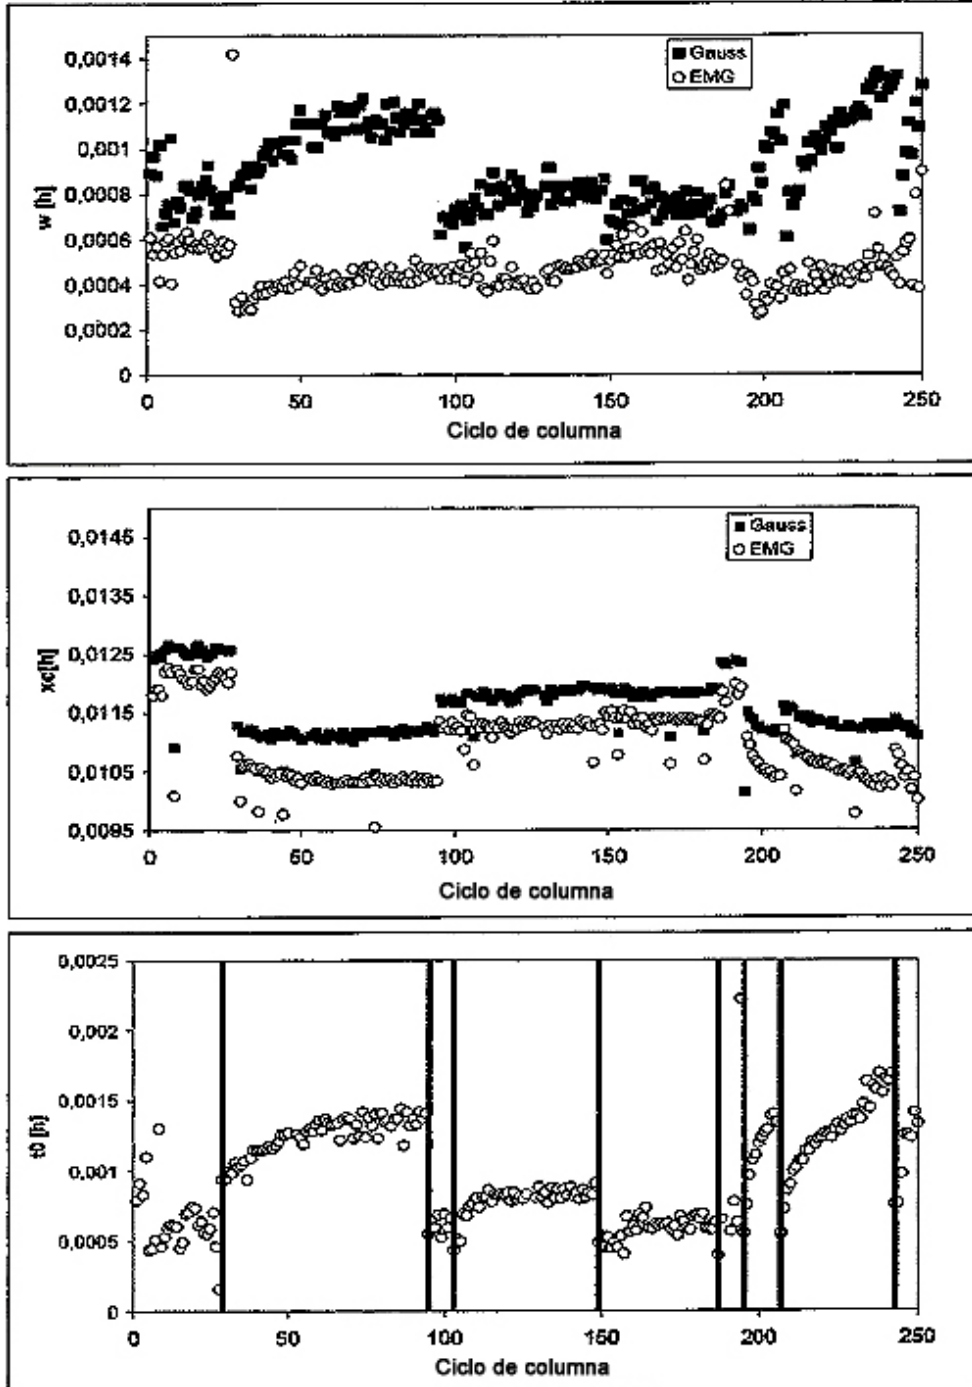 0,0014
0,0012
0,001
0,0008
0,0006
0,0004
0,0002
0
w [h]
Gauss
EMG
0 50 100 150 200 250
Ciclo de columna
0,0145
0,0135
0,0125
0,0115
0,0105
0,0095
xc[h]
Gauss
EMG
0 50 100 150 200 250
Ciclo de columna
0,0025
0,002
0,0015
0,001
0,0005
0
t0 [h]
0 50 100 150 200 250
Ciclo de columna